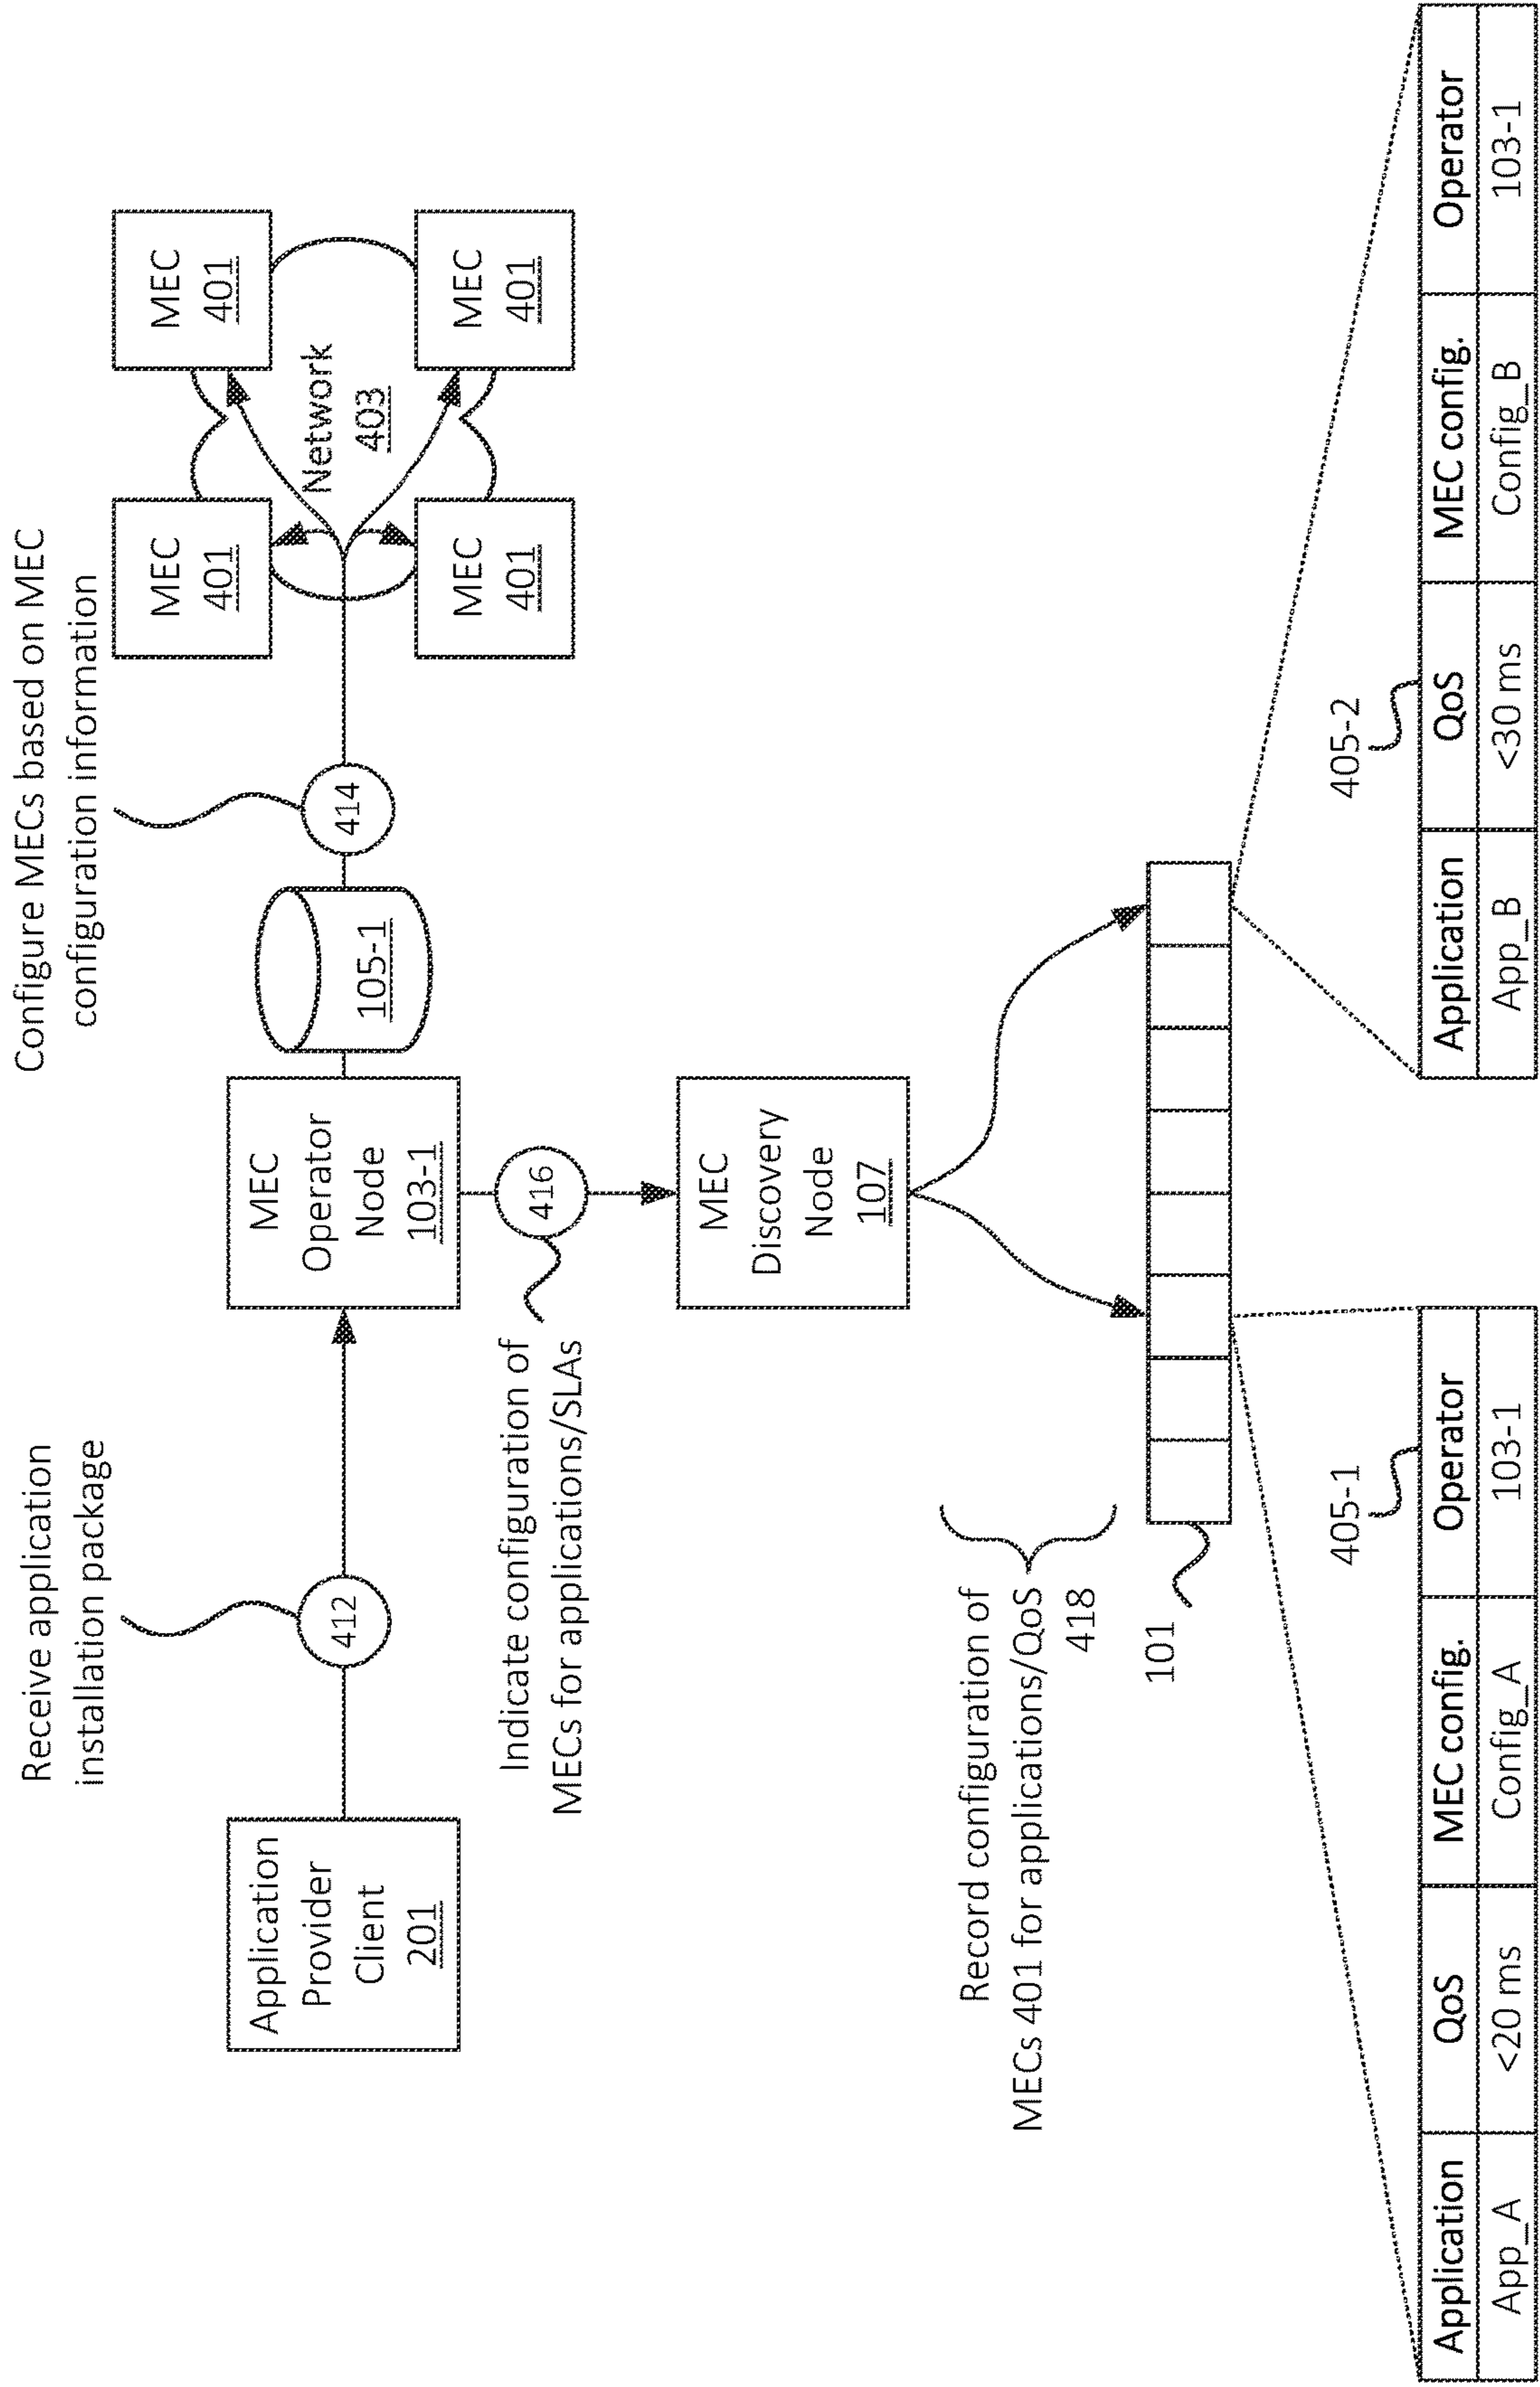 Receive application
installation package
412
Configure MECs based on MEC
configuration information
414
Application
Provider
Client
201
MEC
Operator
Node
103-1
105-1
MEC
401
MEC
401
Network
403
MEC
401
MEC
401
Indicate configuration of
MECs for applications/SLAs
416
MEC
Discovery
Node
107
Record configuration of
MECs 401 for applications/QoS
418
101
405-1
Application QoS MEC config. Operator
App_A <20 ms Config_A 103-1
405-2
Application QoS MEC config. Operator
App_B <30 ms Config_B 103-1